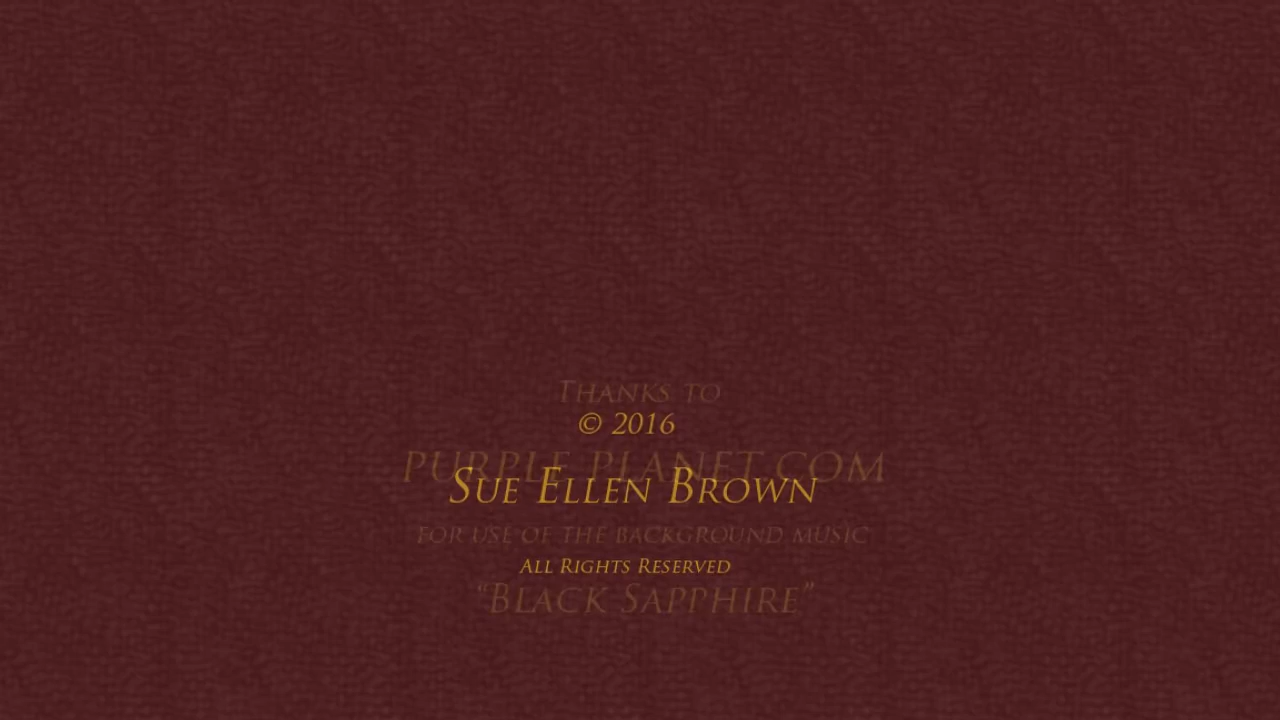 Thanks to
© 2016
PURPLE PLANET.COM
Sue Ellen Brown
FOR USE OF THE BACKGROUND MUSIC
All Rights Reserved
“Black Sapphire”